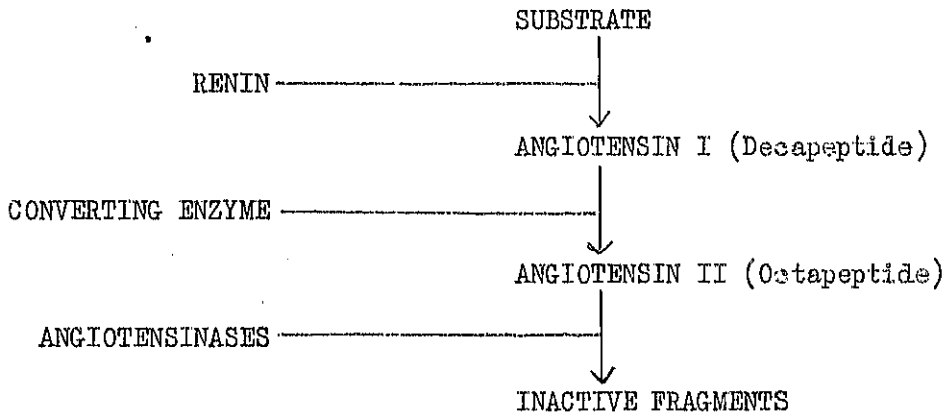 SUBSTRATE
RENIN
ANGIOTENSIN I (Decapeptide)
CONVERTING ENZYME
ANGIOTENSIN II (Octapeptide)
ANGIOTENSINASES
INACTIVE FRAGMENTS